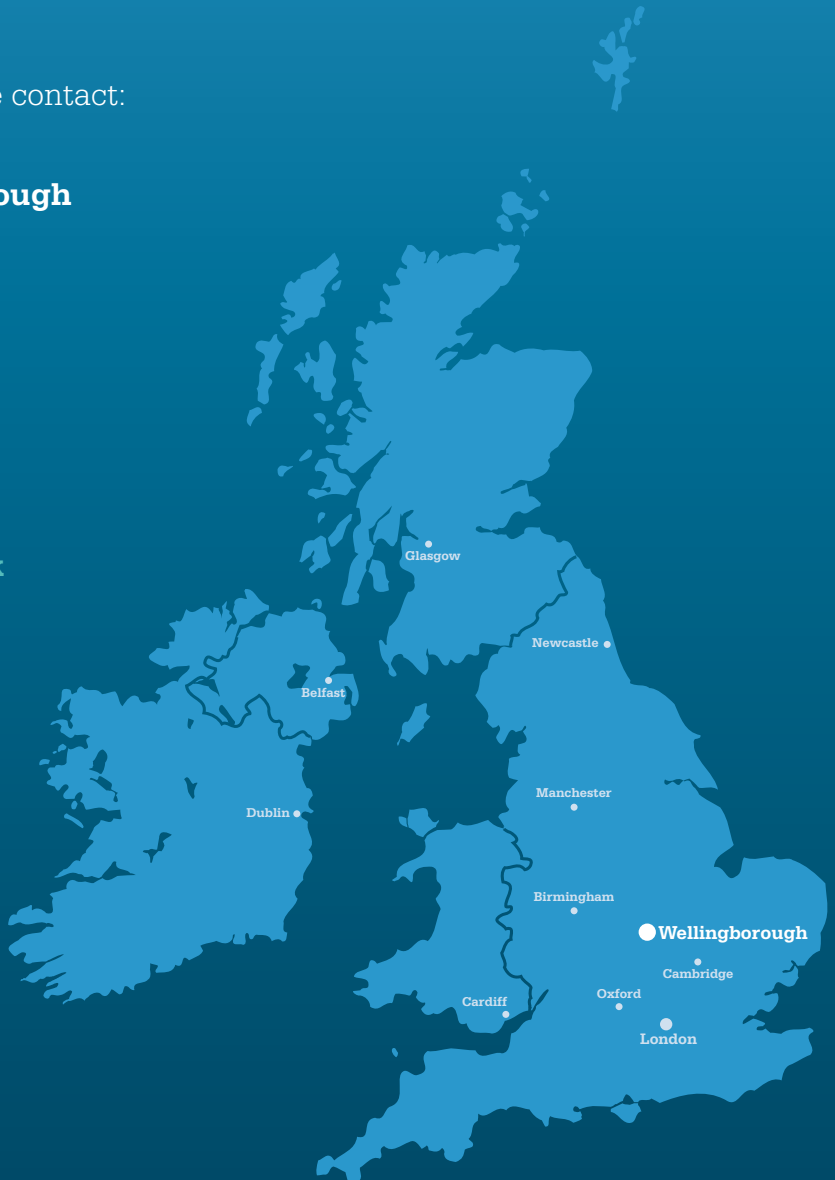 contact:
ough
Glasgow
Newcastle
Belfast
Manchester
Dublin
Birmingham
Wellingborough
Cambridge
Oxford
Cardiff
London